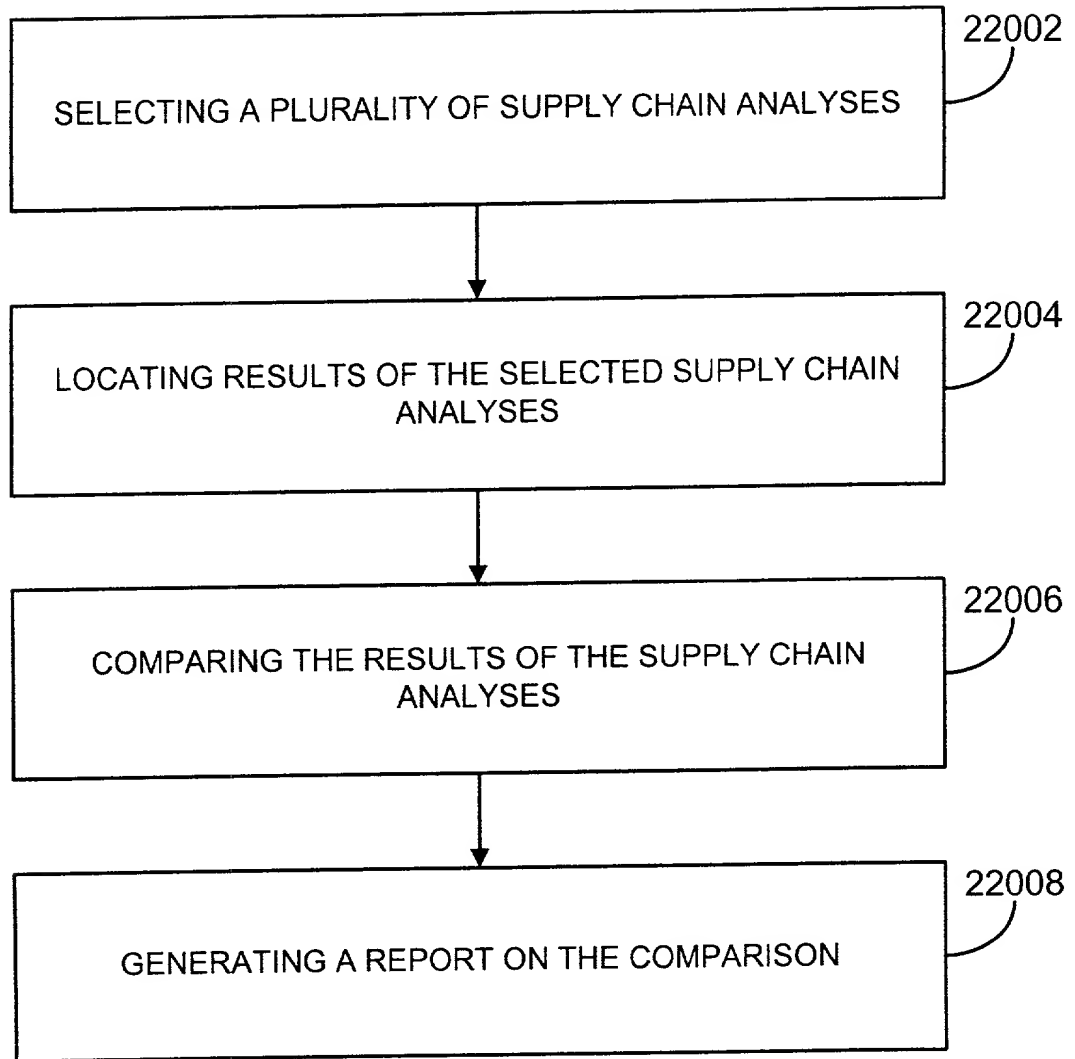 22002
SELECTING A PLURALITY OF SUPPLY CHAIN ANALYSES
22004
LOCATING RESULTS OF THE SELECTED SUPPLY CHAIN
ANALYSES
22006
COMPARING THE RESULTS OF THE SUPPLY CHAIN
ANALYSES
22008
GENERATING A REPORT ON THE COMPARISON